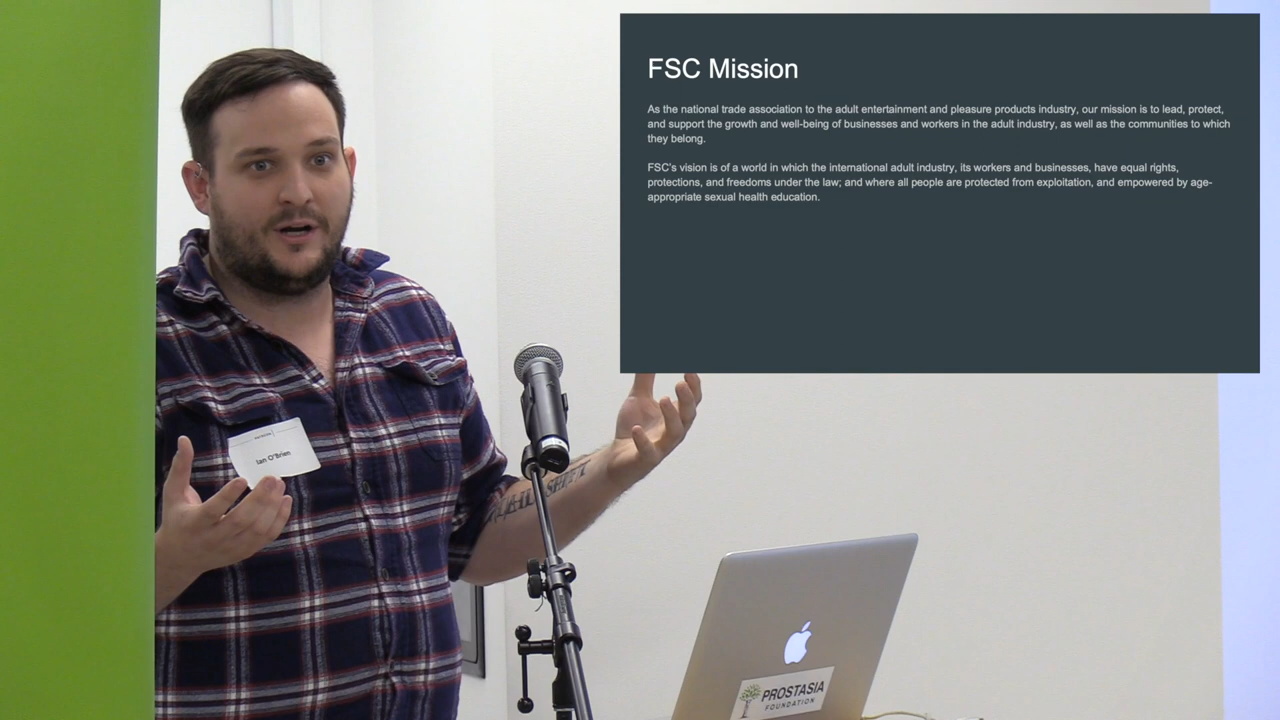 FSC Mission
As the national trade association to the adult entertainment and pleasure products industry, our mission is to lead, protect,
and support the growth and well-being of businesses and workers in the adult industry, as well as the communities to which
they belong.
FSC's vision is of a world in which the international adult industry, its workers and businesses, have equal rights,
protections, and freedoms under the law; and where all people are protected from exploitation, and empowered by age-
appropriate sexual health education.
Ian O'Brien
PROSTASIA
FOUNDATION